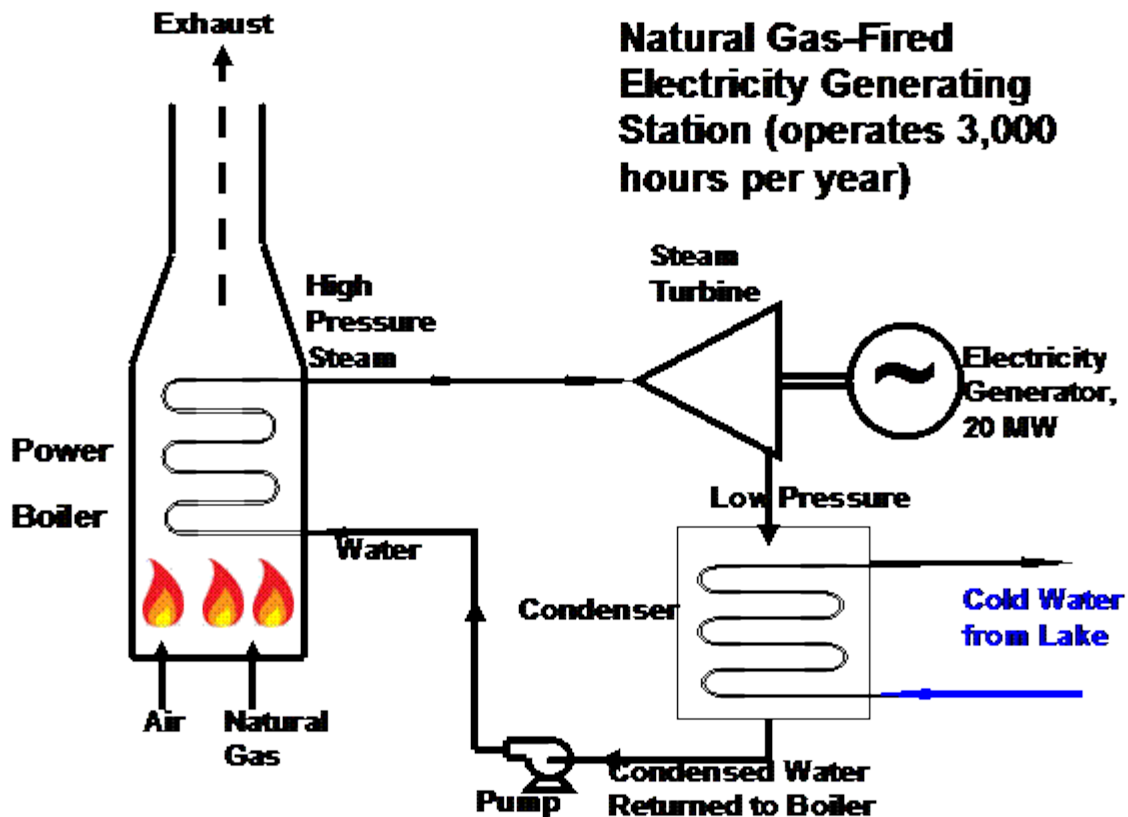 Exhaust
Natural Gas-Fired
Electricity Generating
Station (operates 3,000
hours per year)
High
Pressure
Steam
Steam
Turbine
~
Electricity
Generator,
20 MW
Power
Boiler
Low Pressure
Water
Condenser
Cold Water
from Lake
Air
Natural
Gas
Pump
Condensed Water
Returned to Boiler